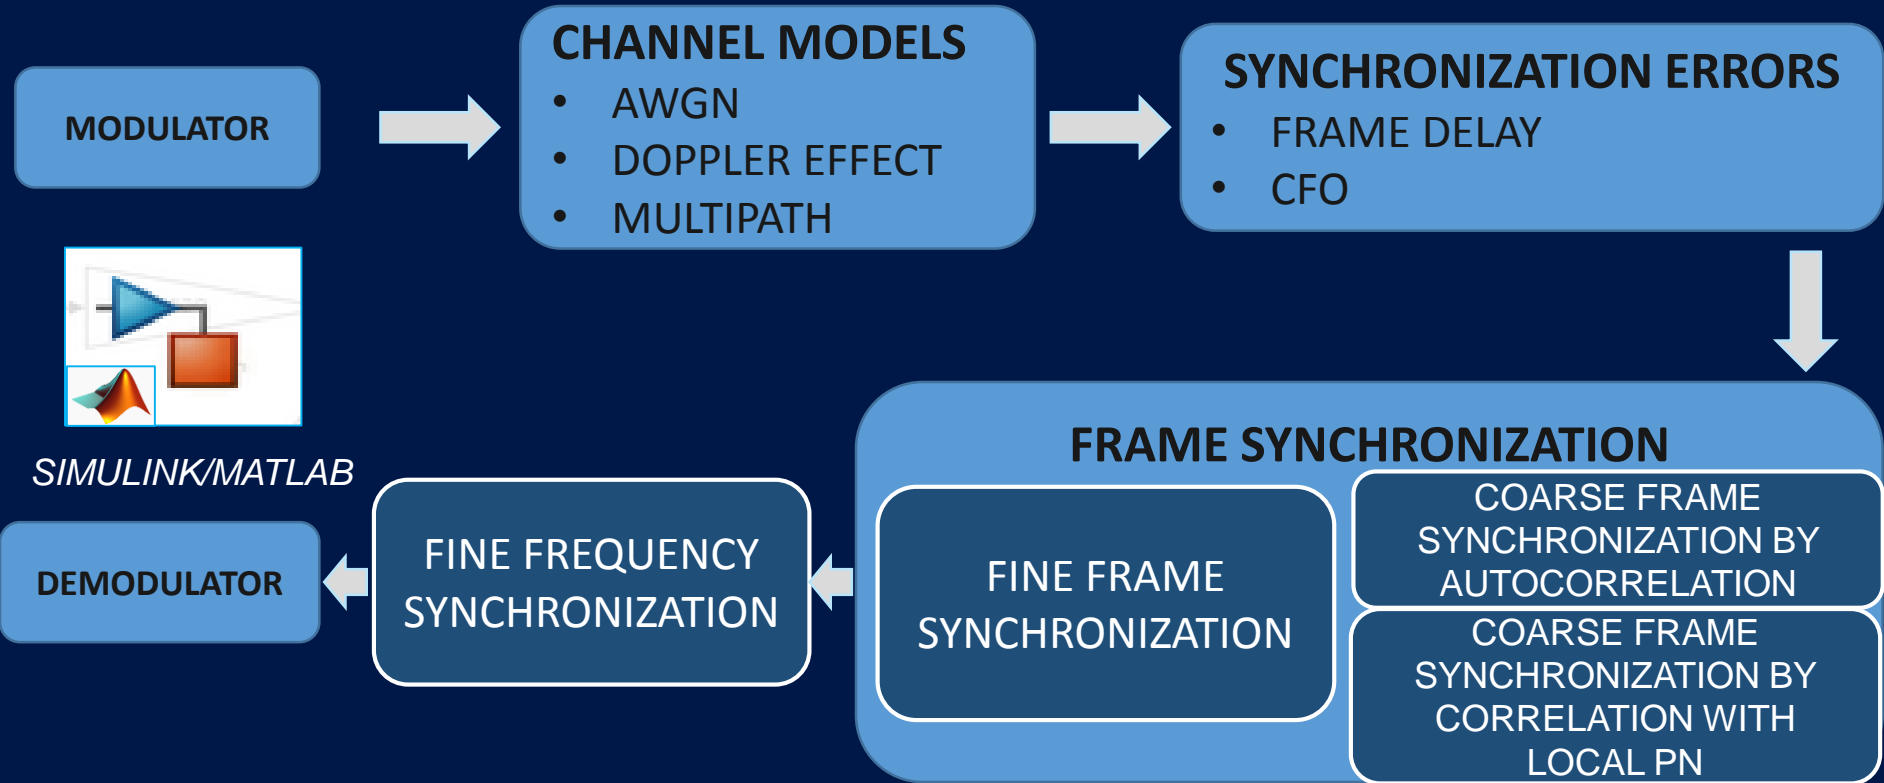 MODULATOR
CHANNEL MODELS
• AWGN
• DOPPLER EFFECT
• MULTIPATH
SYNCHRONIZATION ERRORS
• FRAME DELAY
• CFO
SIMULINK/MATLAB
FRAME SYNCHRONIZATION
COARSE FRAME
SYNCHRONIZATION BY
AUTOCORRELATION
COARSE FRAME
SYNCHRONIZATION BY
CORRELATION WITH
LOCAL PN
FINE FRAME
SYNCHRONIZATION
FINE FREQUENCY
SYNCHRONIZATION
DEMODULATOR